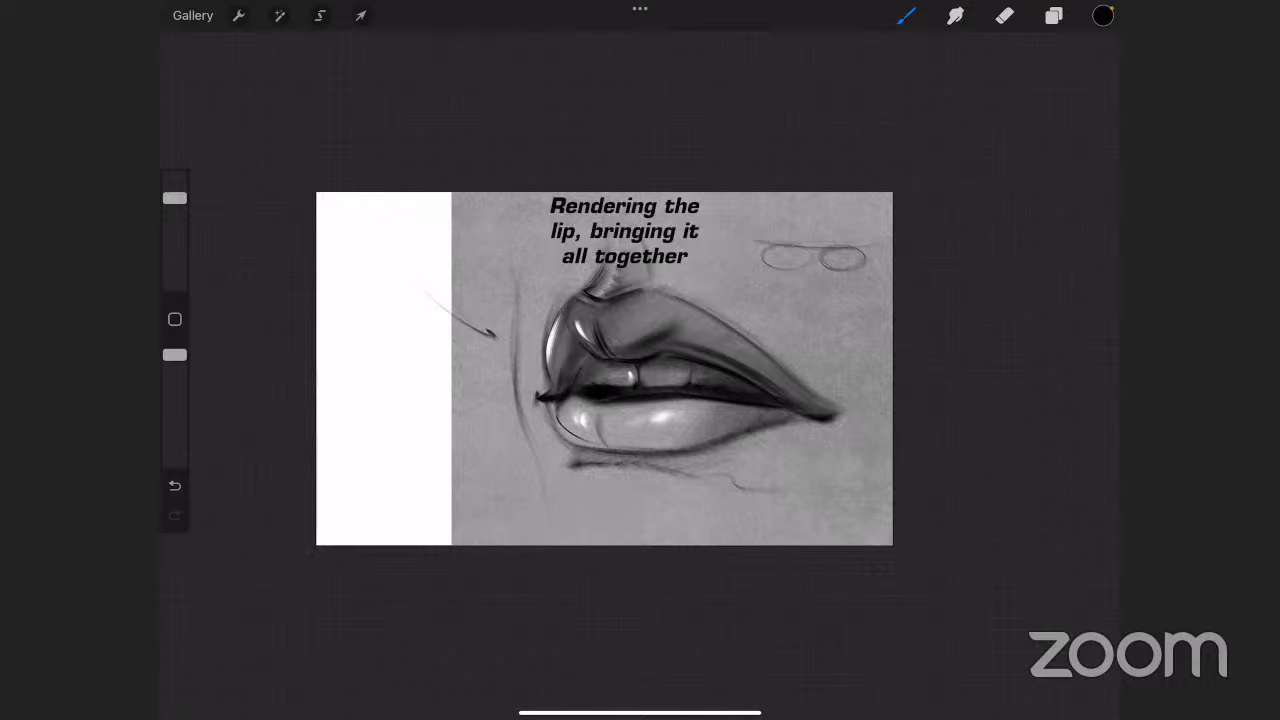 Gallery
Rendering the
lip, bringing it
all together
zoom